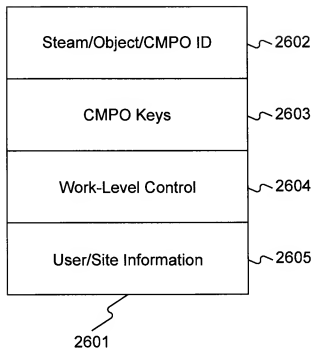 Steam/Object/CMPO ID
2602
CMPO Keys
2603
Work-Level Control
2604
User/Site Information
2605
2601